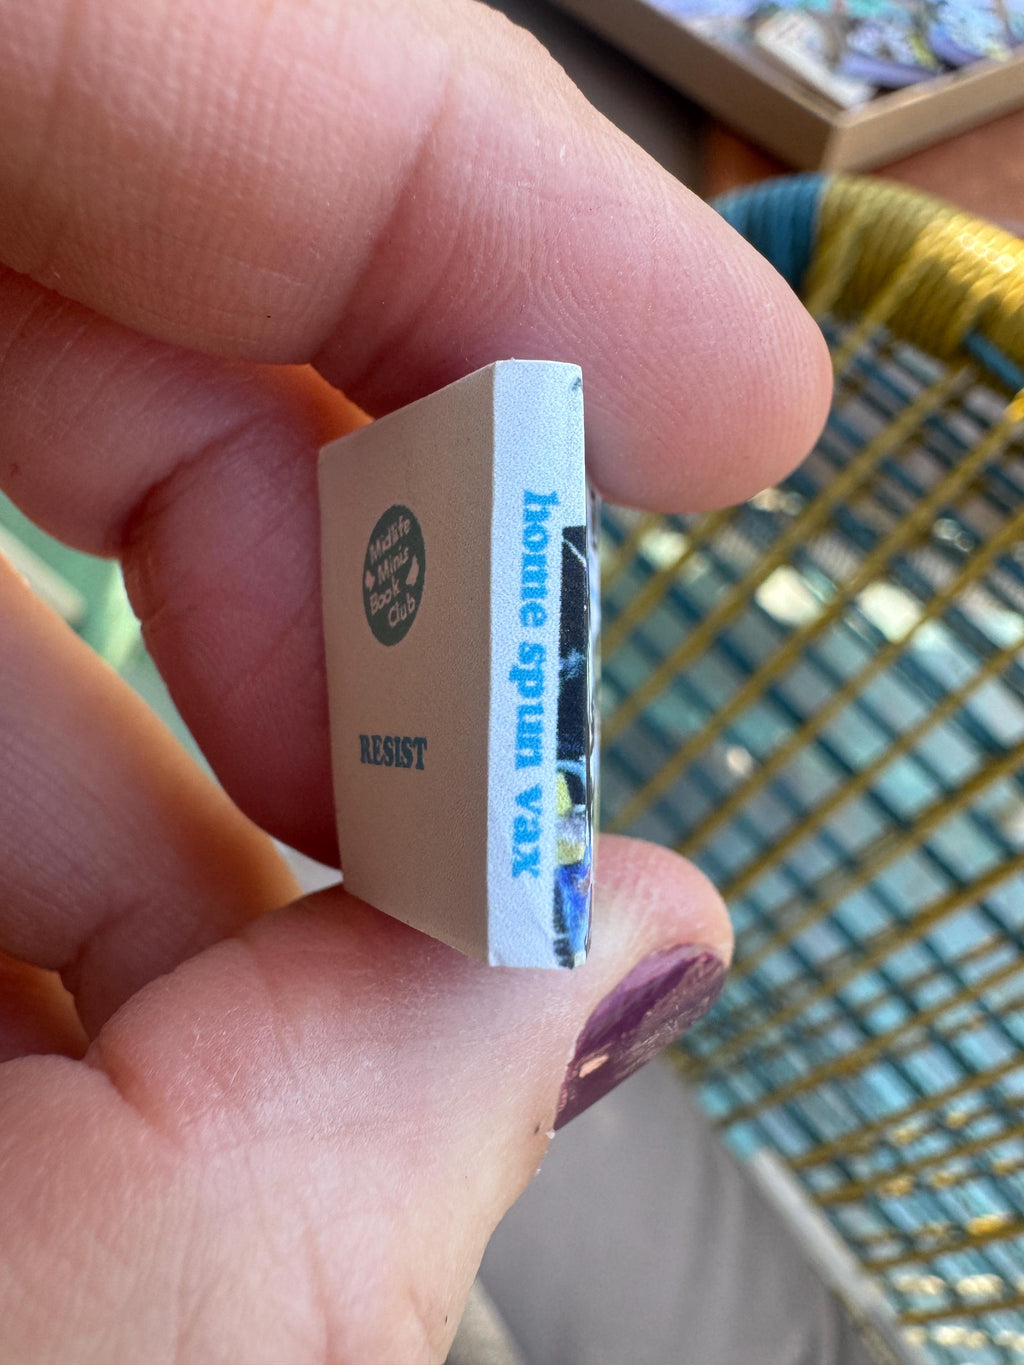 Midlife
Minis
Book
Club
RESIST
home spun vax